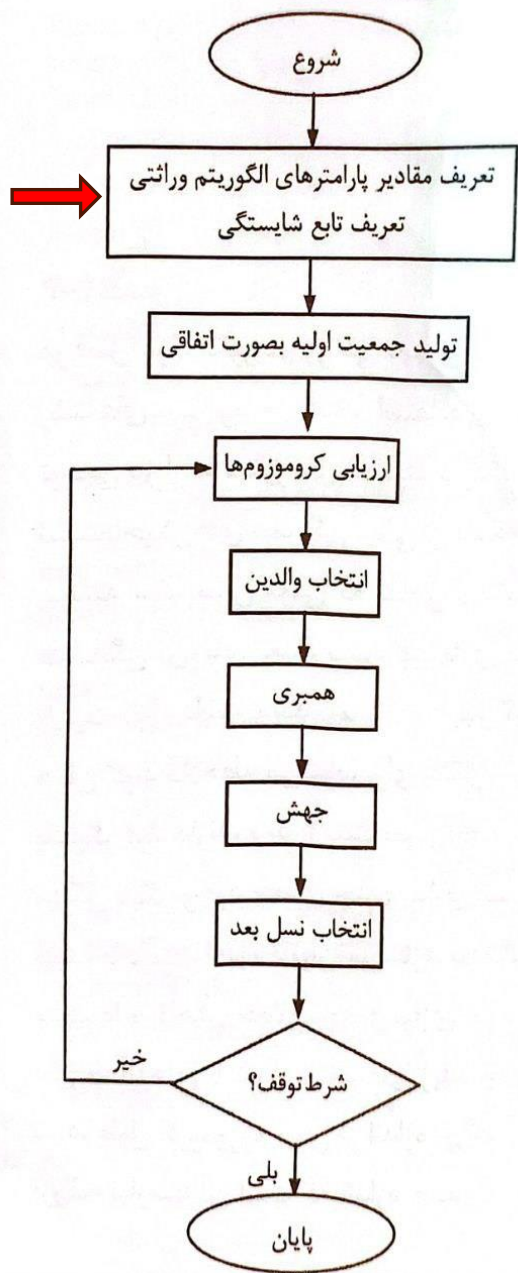 شروع
تعریف مقادیر پارامترهای الگوریتم وراثتی
تعریف تابع شایستگی
تولید جمعیت اولیه بصورت اتفاقی
ارزیابی کروموزوم‌ها
انتخاب والدین
همبری
جهش
انتخاب نسل بعد
شرط توقف؟
خیر
بلی
پایان